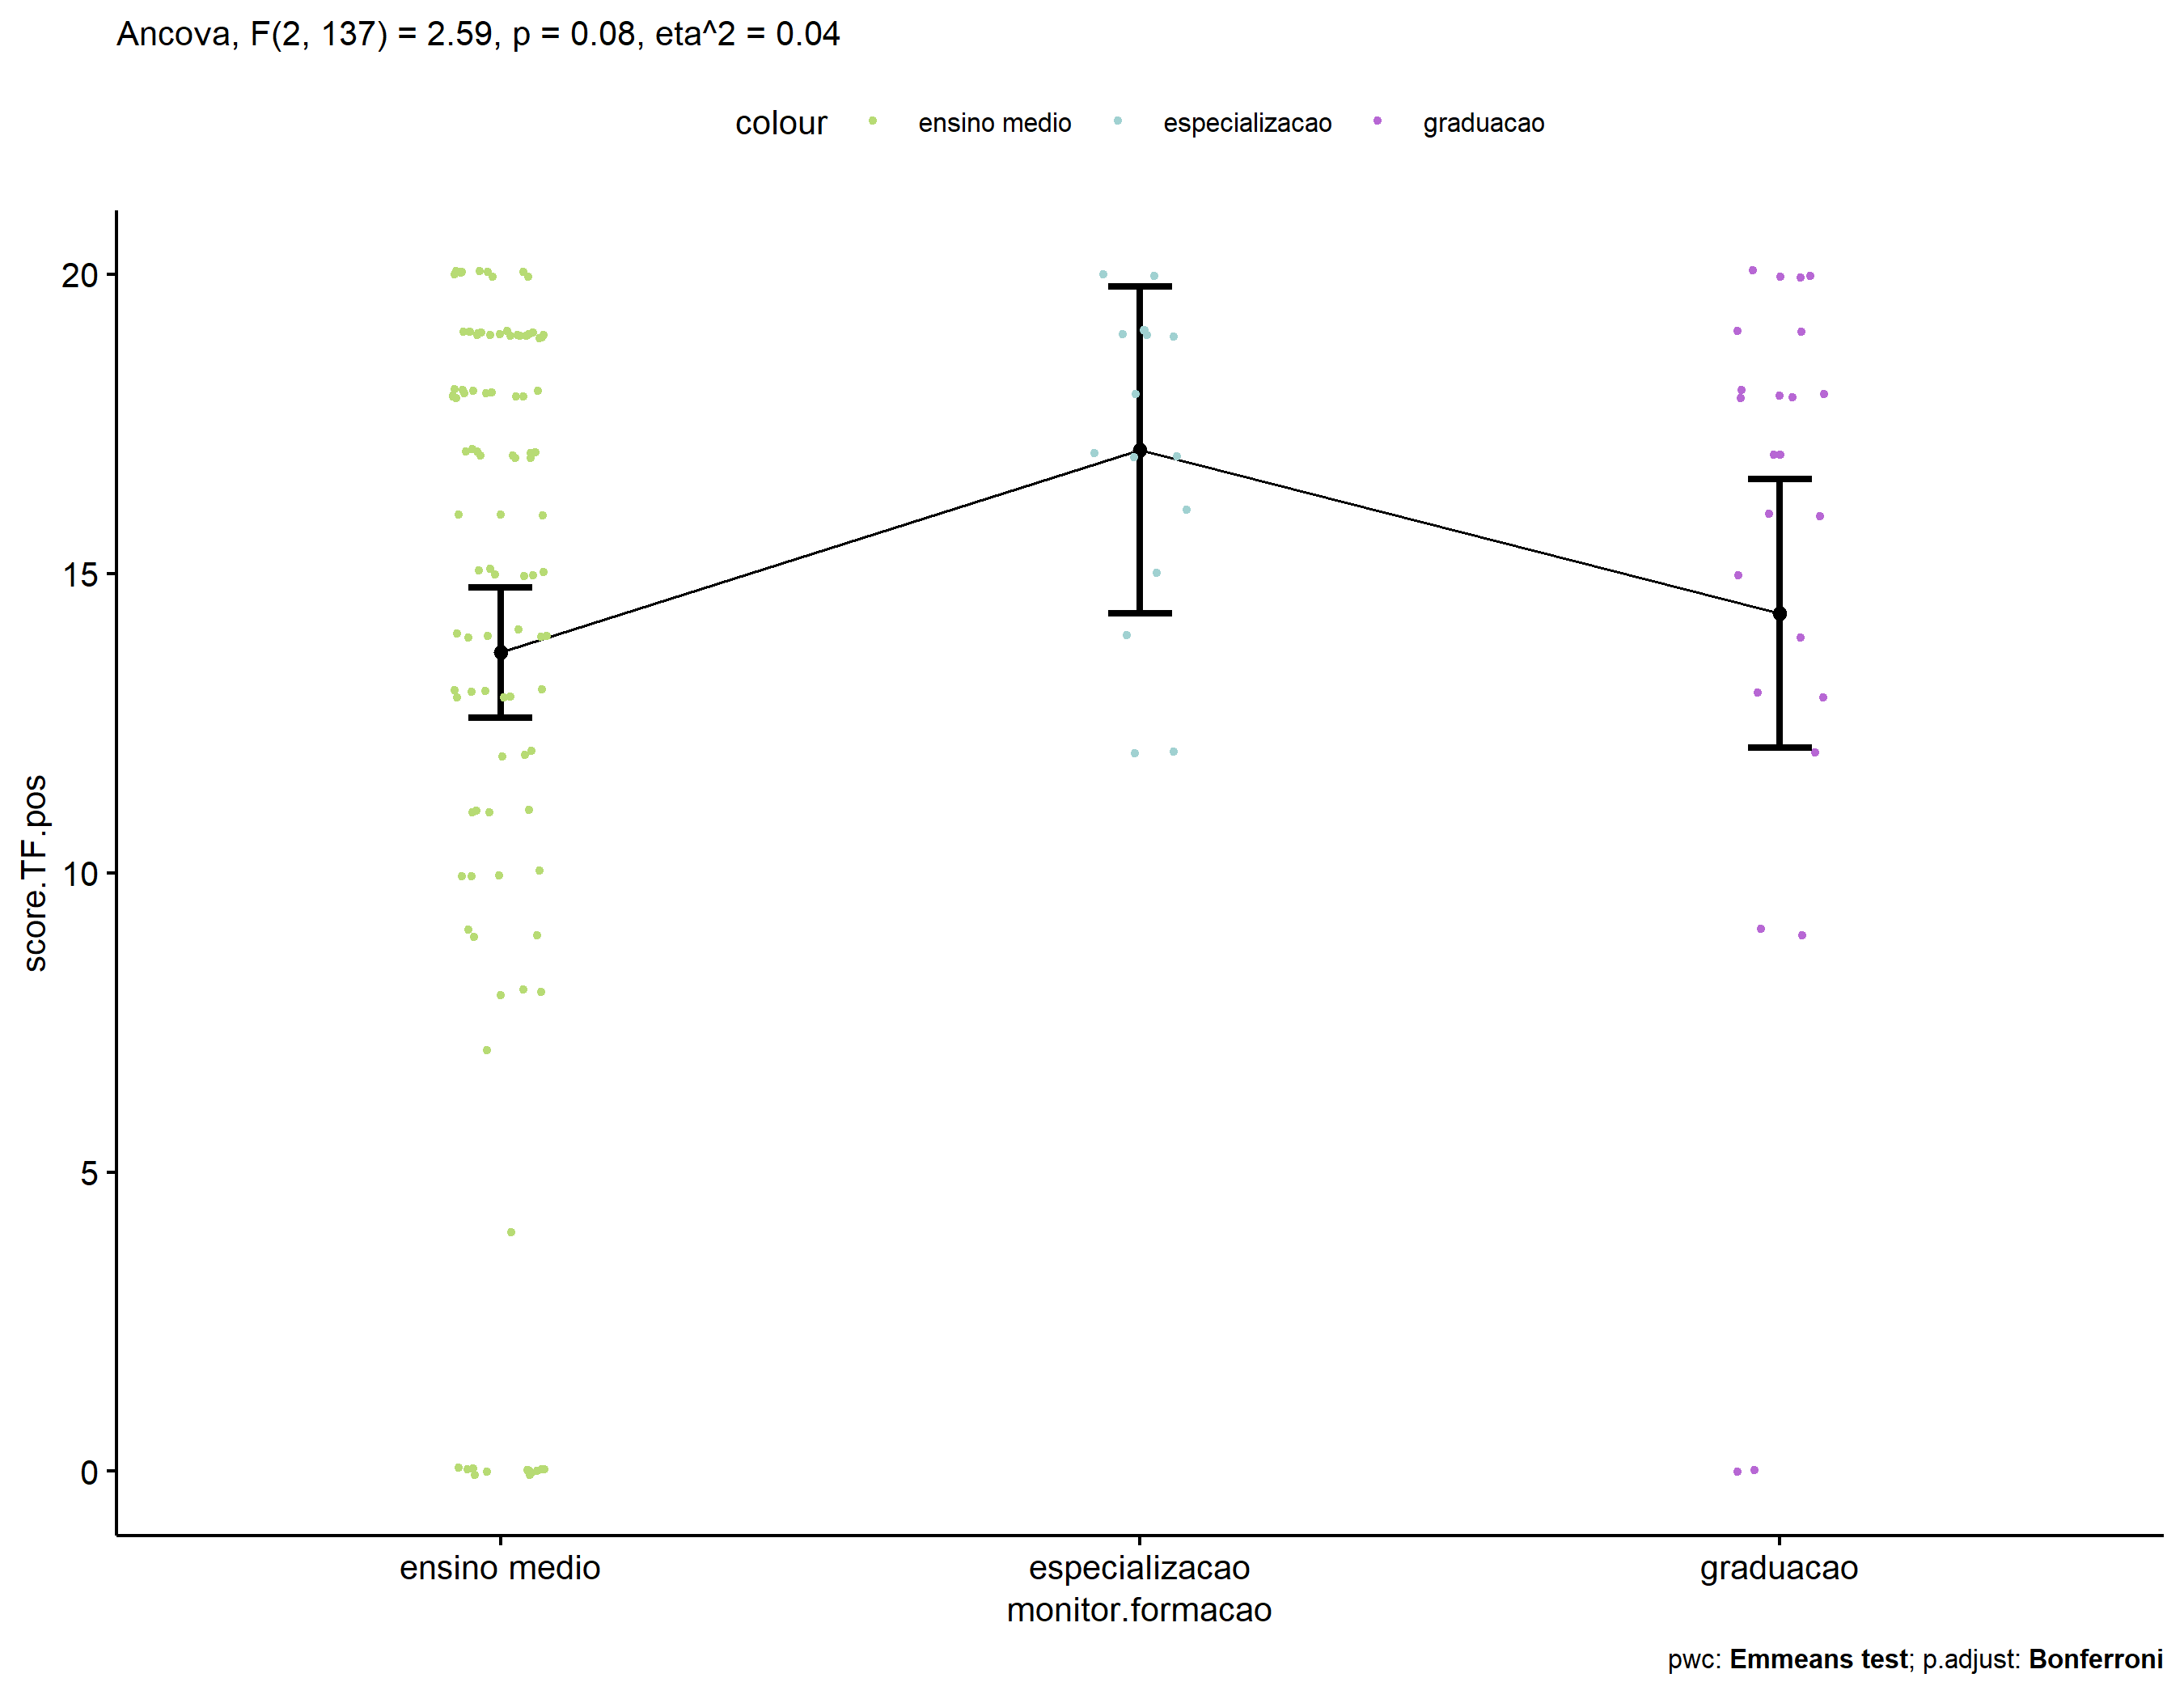 Ancova, F(2, 137) = 2.59, p = 0.08, eta^2 = 0.04
colour ensino medio especializacao graduacao
score.TF.pos
20
15
10
5
0
ensino medio especializacao graduacao
monitor.formacao
pwc: Emmeans test; p.adjust: Bonferroni